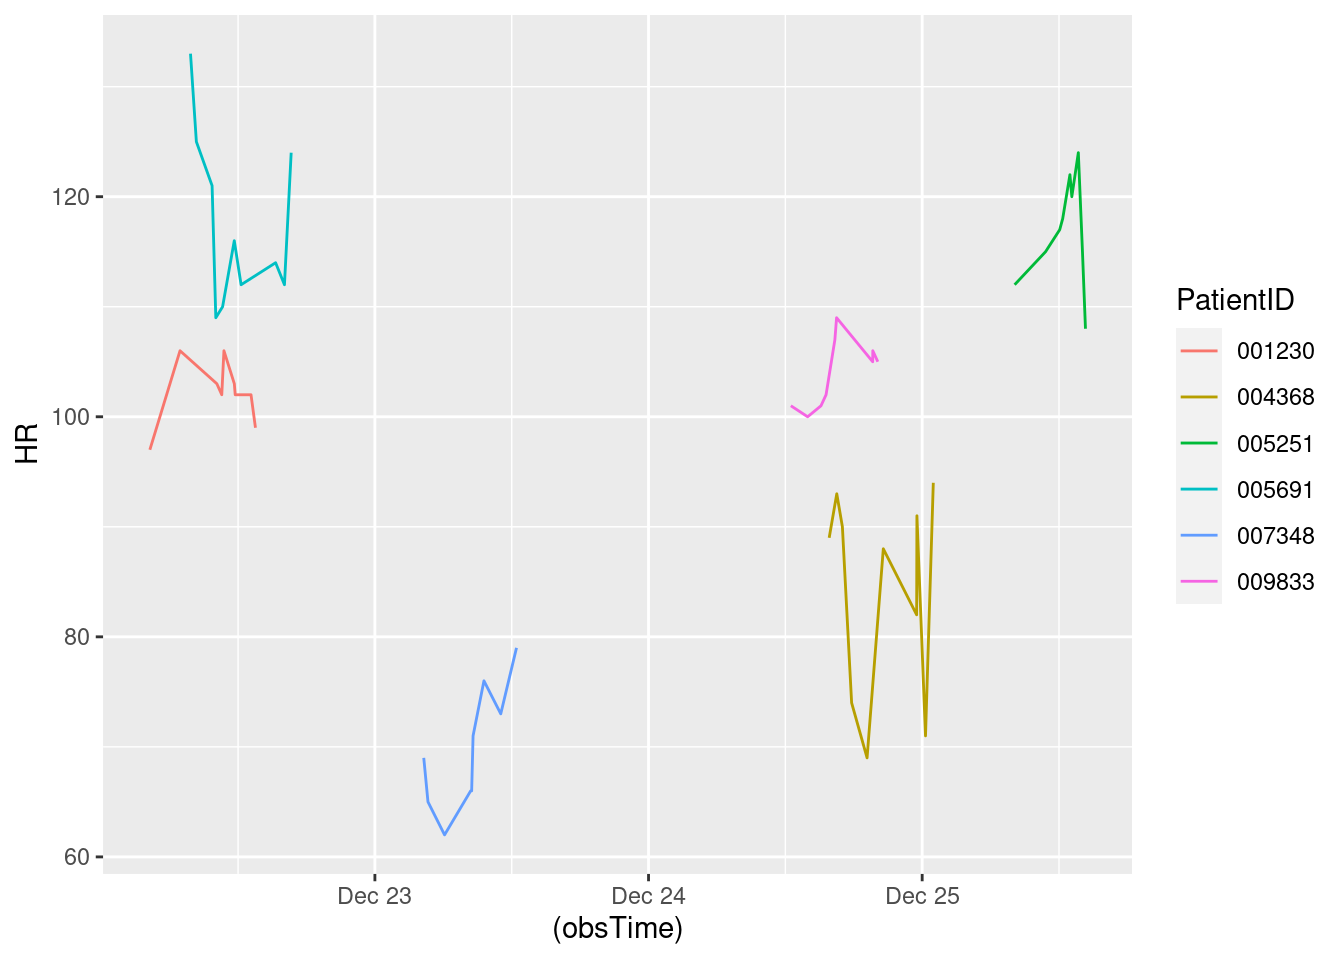 120
100
80
60
HR
Dec 23
Dec 24
Dec 25
(obsTime)
PatientID
001230
004368
005251
005691
007348
009833